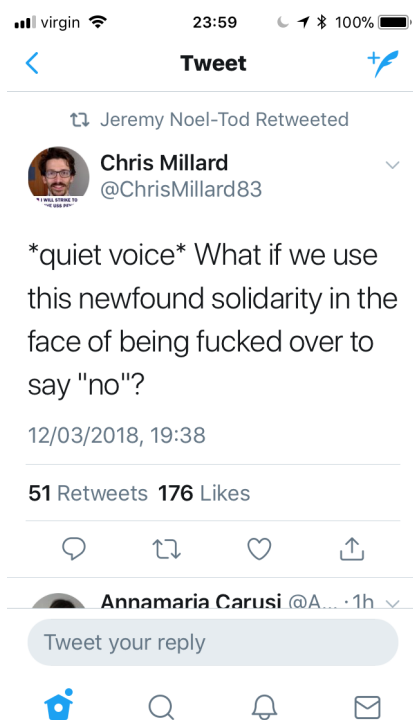 virgin 23:59 100%
Tweet
Jeremy Noel-Tod Retweeted
Chris Millard
@ChrisMillard83
I WILL STRIKE TO
*quiet voice* What if we use
this newfound solidarity in the
face of being fucked over to
say "no"?
12/03/2018, 19:38
51 Retweets 176 Likes
Annamaria Carusi @A... · 1h
Tweet your reply